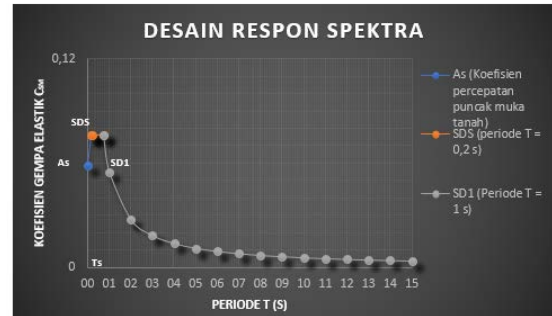 DESAIN RESPON SPEKTRA
0,12
KOEFISIEN GEMPA ELASTIK CSM
SDS
As
SD1
Ts
0
00 01 02 03 04 05 06 07 08 09 10 11 12 13 14 15
PERIODE T (S)
As (Koefisien
percepatan
puncak muka
tanah)
SDS (periode T =
0,2 s)
SD1 (Periode T =
1 s)